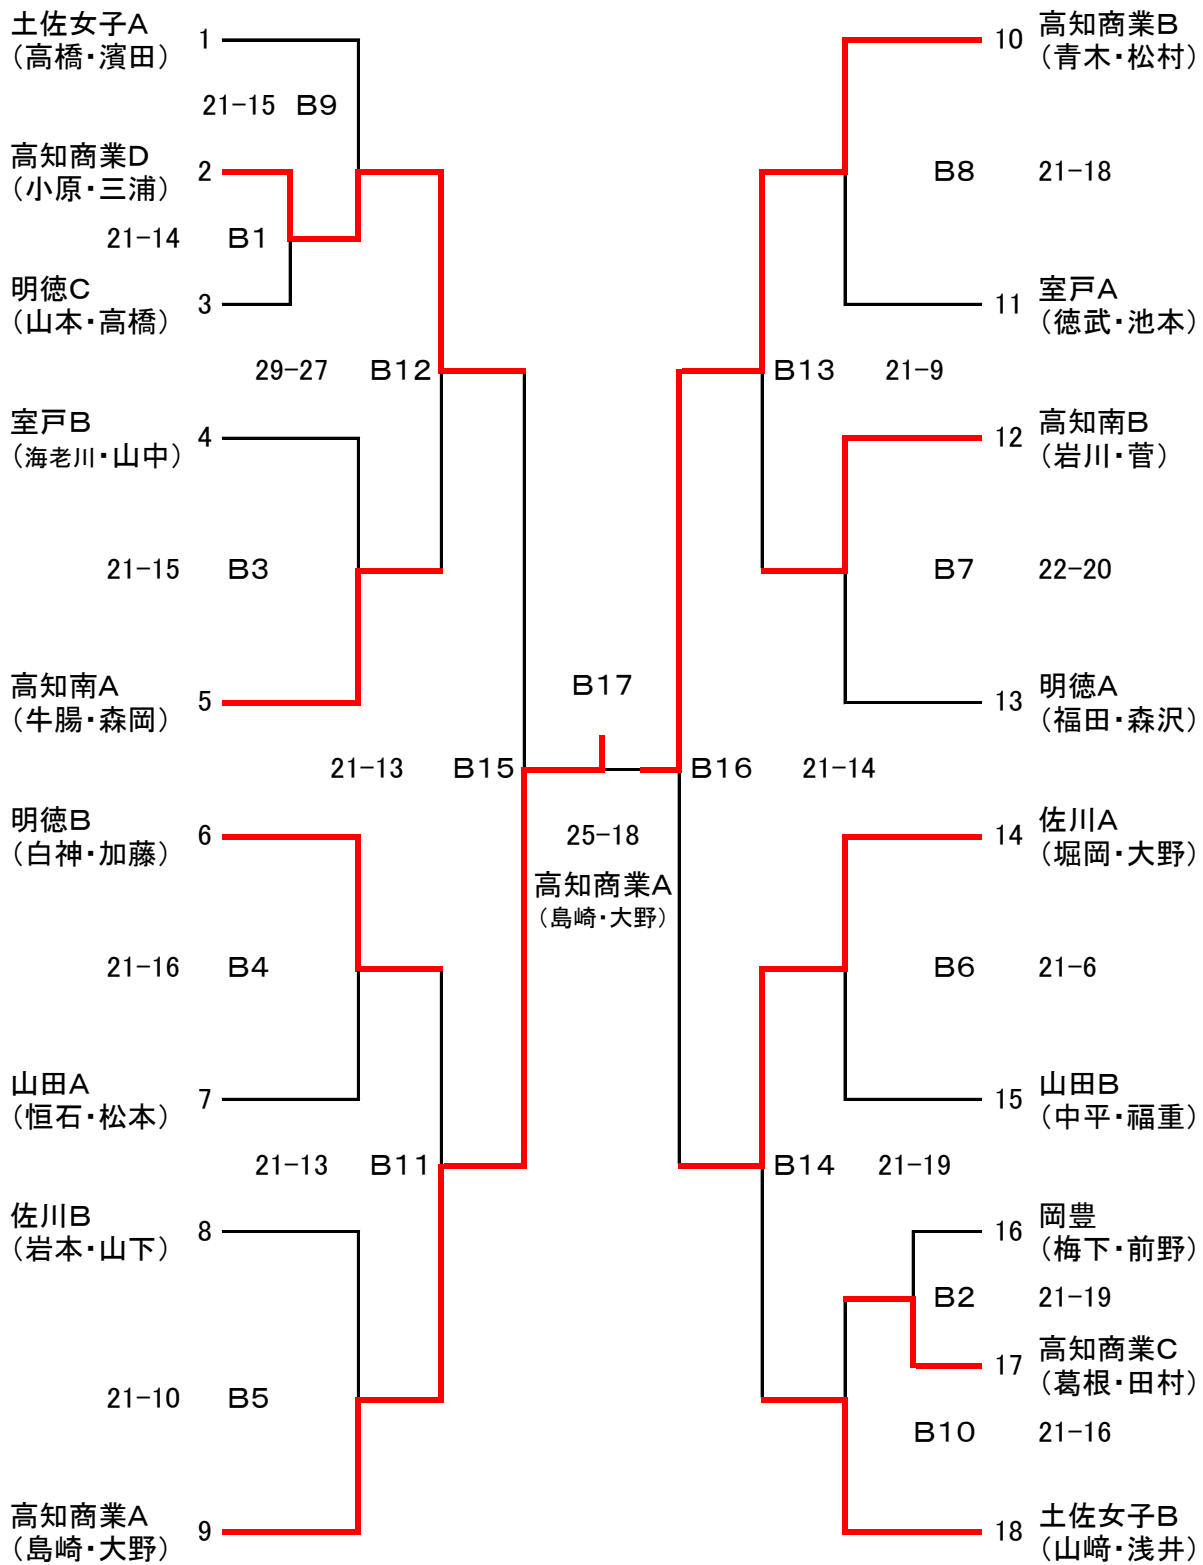 土佐女子A
（高橋・濱田）
1
21-15 B9
高知商業D
（小原・三浦）
2
21-14 B1
明徳C
（山本・高橋）
3
29-27 B12
室戸B
（海老川・山中）
4
21-15 B3
高知南A
（牛腸・森岡）
5
21-13 B15
明徳B
（白神・加藤）
6
21-16 B4
山田A
（恒石・松本）
7
21-13 B11
佐川B
（岩本・山下）
8
21-10 B5
高知商業A
（島崎・大野）
9
B17
25-18
高知商業A
（島崎・大野）
10
高知商業B
（青木・松村）
B8 21-18
11
室戸A
（徳武・池本）
B13 21-9
12
高知南B
（岩川・菅）
B7 22-20
13
明徳A
（福田・森沢）
B16 21-14
14
佐川A
（堀岡・大野）
B6 21-6
15
山田B
（中平・福重）
B14 21-19
16
岡豊
（梅下・前野）
B2 21-19
17
高知商業C
（葛根・田村）
B10 21-16
18
土佐女子B
（山﨑・浅井）